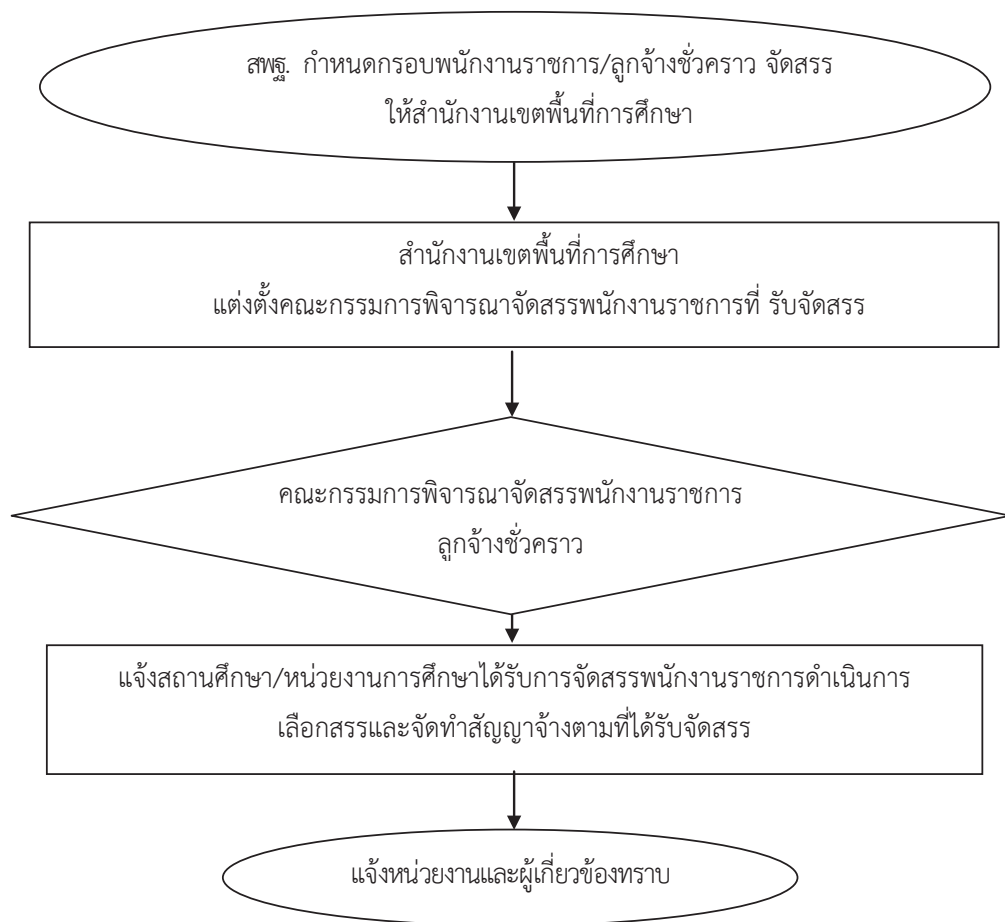 สพฐ. กำหนดกรอบพนักงานราชการ/ลูกจ้างชั่วคราว จัดสรร
ให้สำนักงานเขตพื้นที่การศึกษา
สำนักงานเขตพื้นที่การศึกษา
แต่งตั้งคณะกรรมการพิจารณาจัดสรรพนักงานราชการที่ รับจัดสรร
คณะกรรมการพิจารณาจัดสรรพนักงานราชการ
ลูกจ้างชั่วคราว
แจ้งสถานศึกษา/หน่วยงานการศึกษาได้รับการจัดสรรพนักงานราชการดำเนินการ
เลือกสรรและจัดทำสัญญาจ้างตามที่ได้รับจัดสรร
แจ้งหน่วยงานและผู้เกี่ยวข้องทราบ